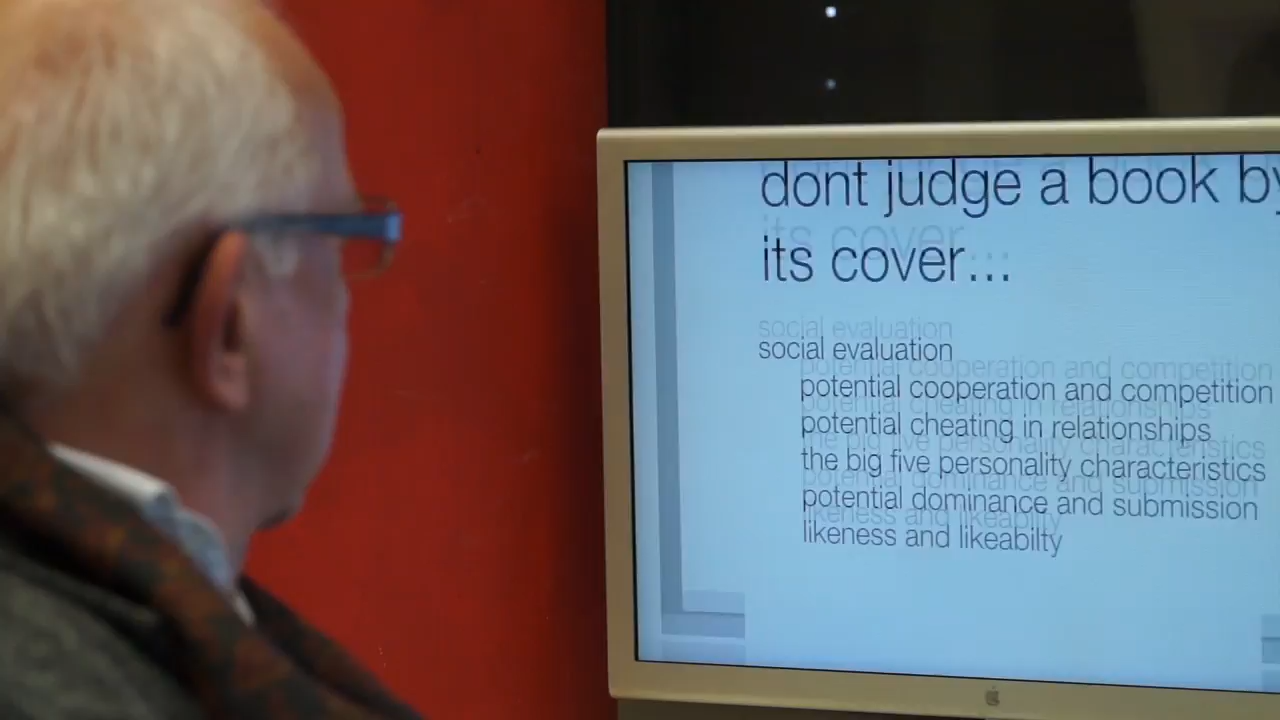 dont judge a book by
its cover...
social evaluation
potential cooperation and competition
potential cheating in relationships
the big five personality characteristics
potential dominance and submission
likeness and likeabilty